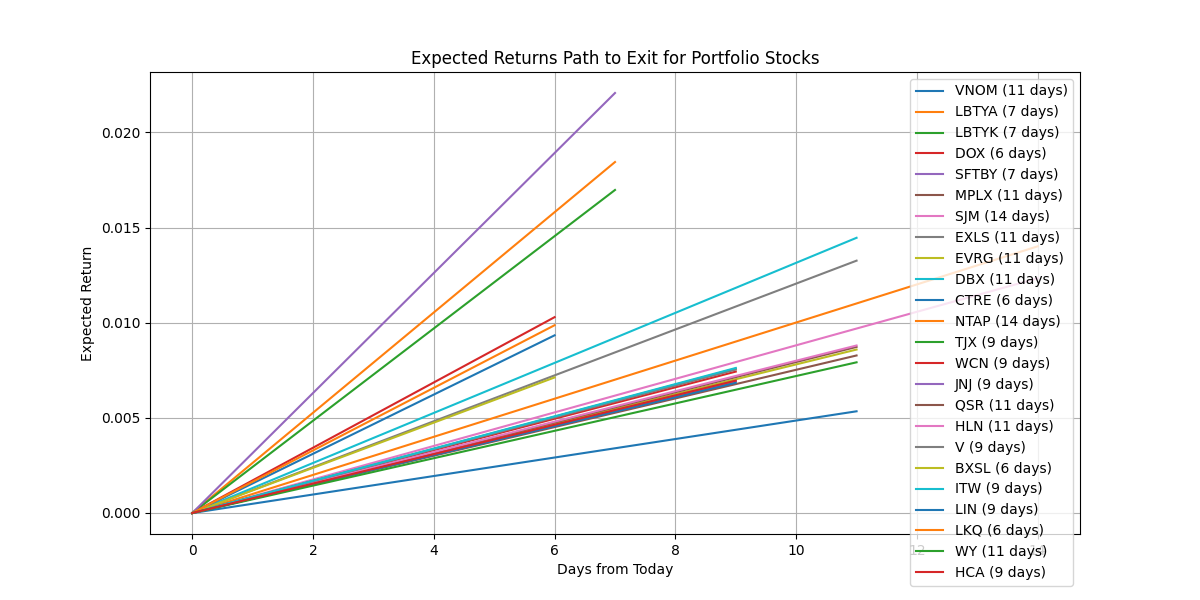 Expected Returns Path to Exit for Portfolio Stocks
Expected Return
0.020
0.015
0.010
0.005
0.000
0
2
4
6
8
10
12
Days from Today
VNOM (11 days)
LBTYA (7 days)
LBTYK (7 days)
DOX (6 days)
SFTBY (7 days)
MPLX (11 days)
SJM (14 days)
EXLS (11 days)
EVRG (11 days)
DBX (11 days)
CTRE (6 days)
NTAP (14 days)
TJX (9 days)
WCN (9 days)
JNJ (9 days)
QSR (11 days)
HLN (11 days)
V (9 days)
BXSL (6 days)
ITW (9 days)
LIN (9 days)
LKQ (6 days)
WY (11 days)
HCA (9 days)